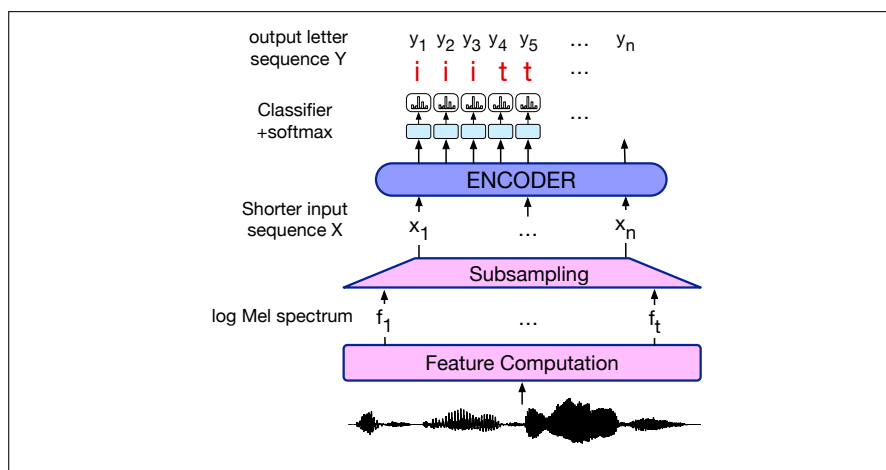 output letter sequence Y
y1 y2 y3 y4 y5 ... yn
i i i t t ...
Classifier +softmax
...
ENCODER
Shorter input sequence X
x1 ... xn
Subsampling
log Mel spectrum
f1 ... ft
Feature Computation